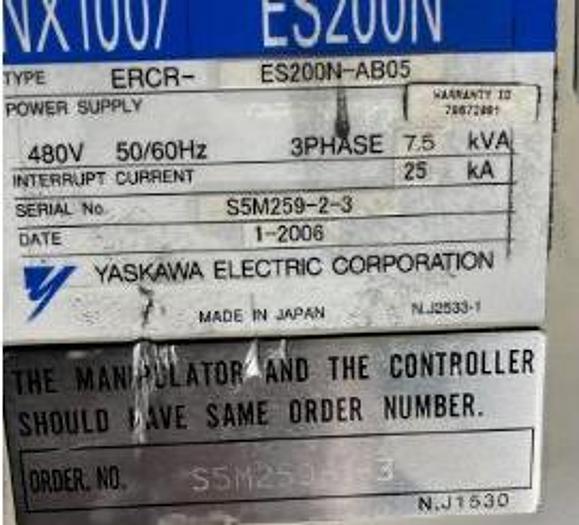 NX100/ ES200N
TYPE ERCR- ES200N-AB05
POWER SUPPLY WARRANTY ID
480V 50/60Hz 3PHASE 7.5 kVA
INTERRUPT CURRENT 25 kA
SERIAL No. S5M259-2-3
DATE 1-2006
YASKAWA ELECTRIC CORPORATION
MADE IN JAPAN NJ2533-1
THE MANIPULATOR AND THE CONTROLLER
SHOULD HAVE SAME ORDER NUMBER.
ORDER. NO.
NJ1530